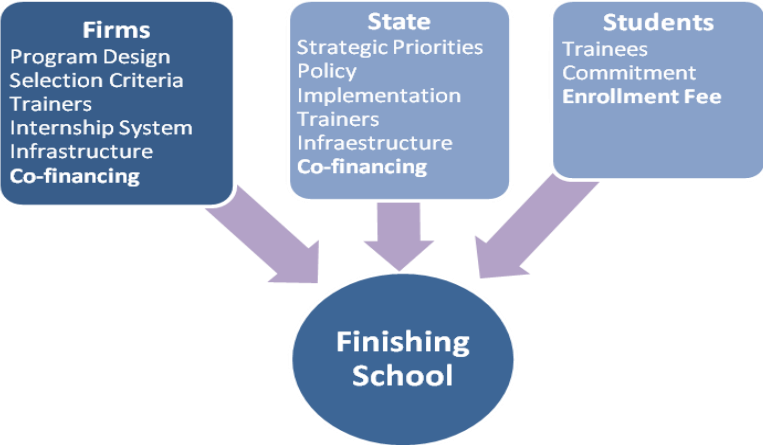 Firms
Program Design
Selection Criteria
Trainers
Internship System
Infrastructure
Co-financing
State
Strategic Priorities
Policy
Implementation
Trainers
Infraestructure
Co-financing
Students
Trainees
Commitment
Enrollment Fee
Finishing
School